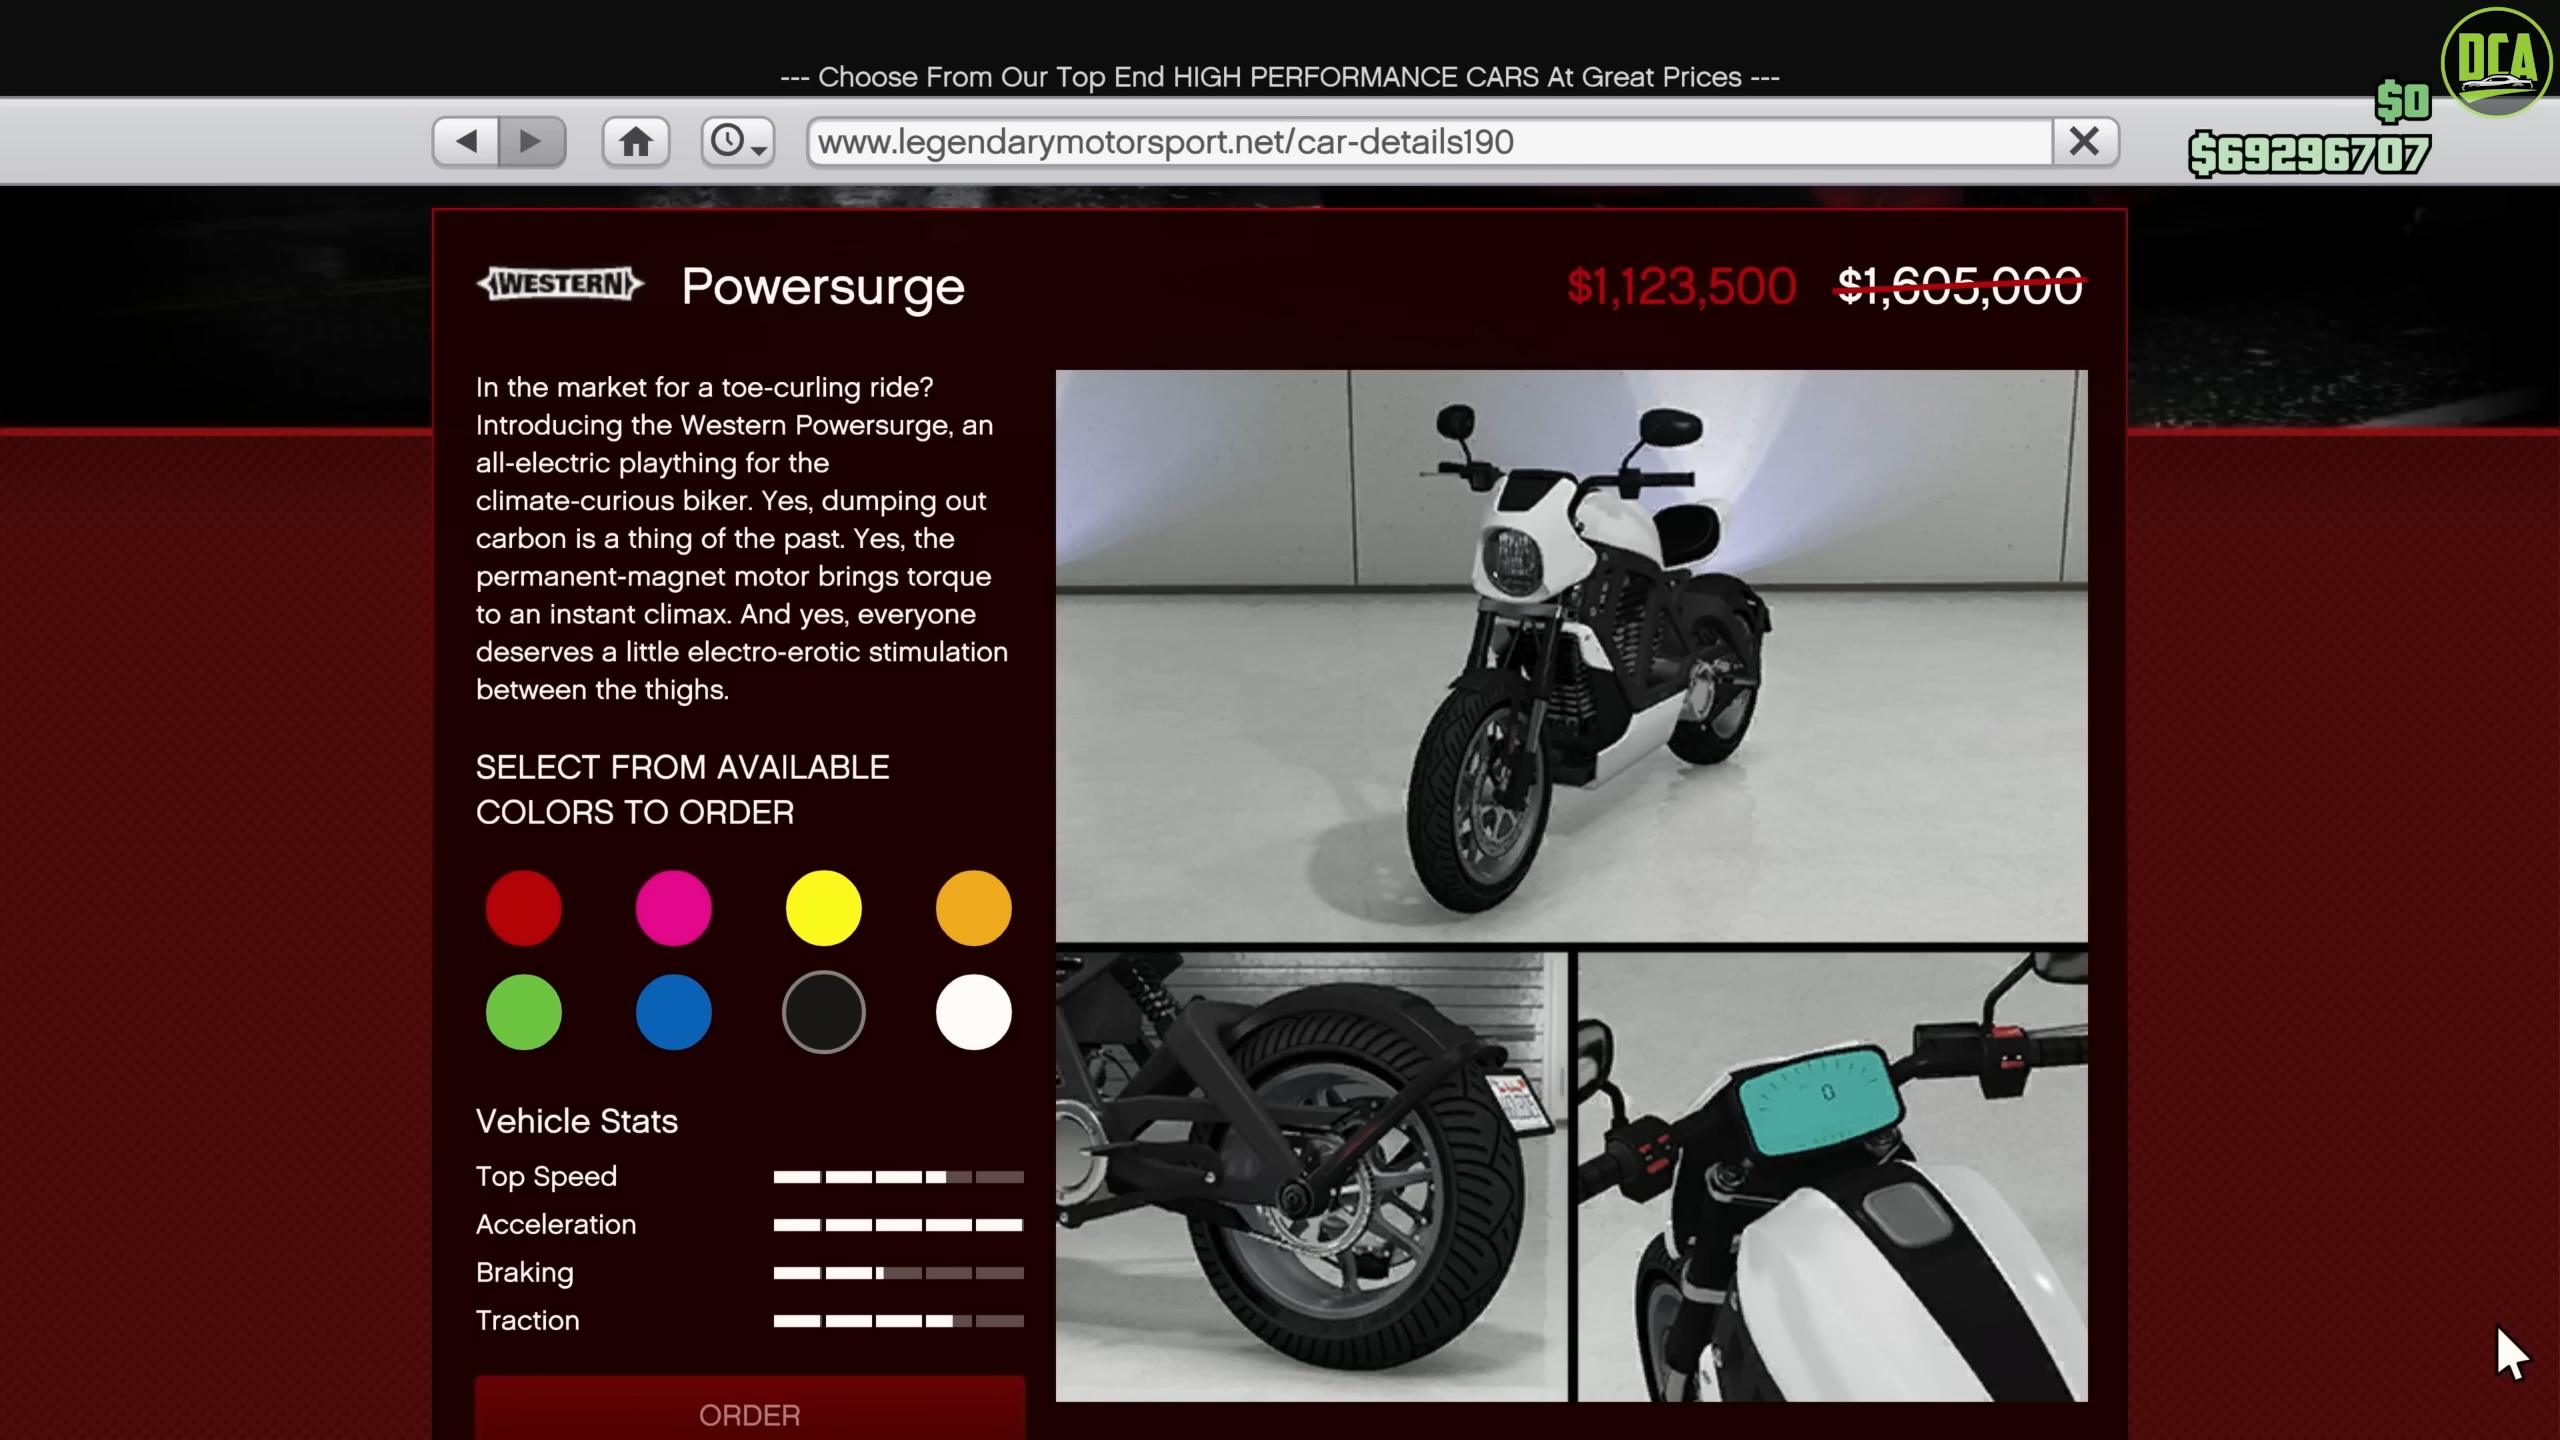 --- Choose From Our Top End HIGH PERFORMANCE CARS At Great Prices ---
DCA
$0
www.legendarymotorsport.net/car-details190
$69296707
WESTERN
Powersurge
$1,123,500
$1,605,000
In the market for a toe-curling ride?
Introducing the Western Powersurge, an
all-electric plaything for the
climate-curious biker. Yes, dumping out
carbon is a thing of the past. Yes, the
permanent-magnet motor brings torque
to an instant climax. And yes, everyone
deserves a little electro-erotic stimulation
between the thighs.
SELECT FROM AVAILABLE
COLORS TO ORDER
Vehicle Stats
Top Speed
Acceleration
Braking
Traction
0
ORDER